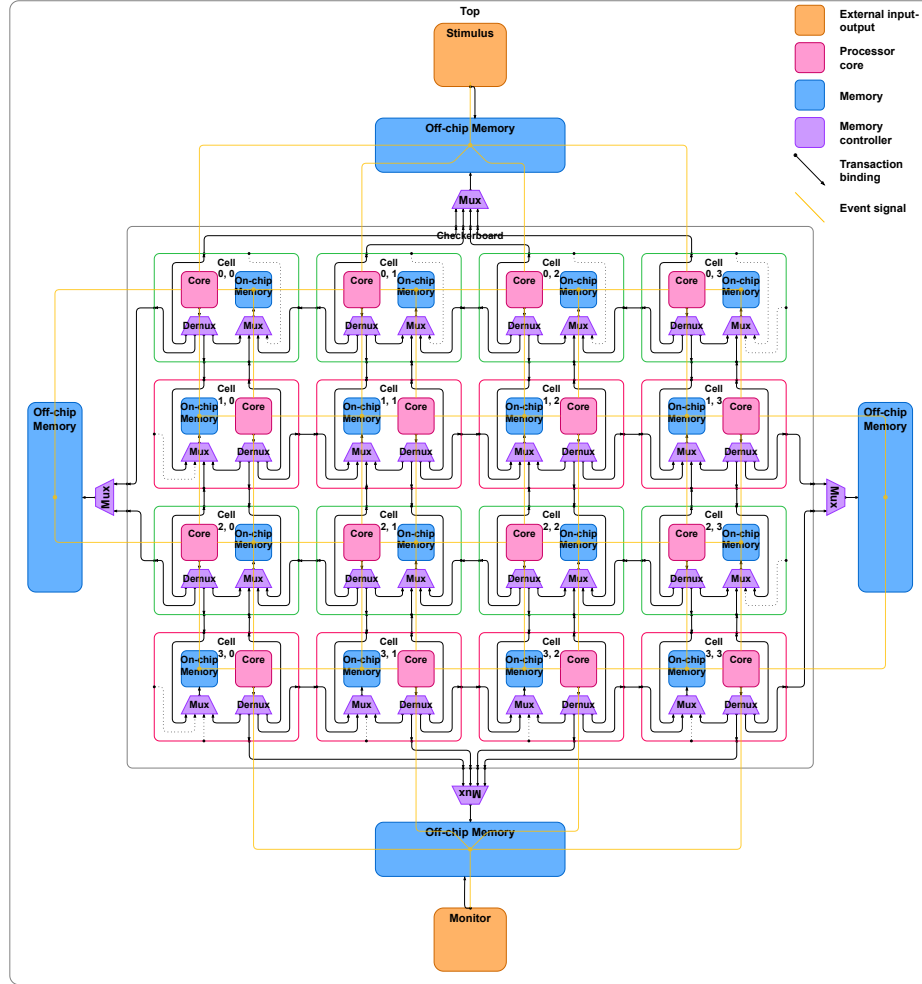 Top
Stimulus
External input-
output
Processor
core
Memory
Memory
controller
Transaction
binding
Event signal
Off-chip Memory
Mux
Checkerboard
Cell
0, 0
Core
On-chip
Memory
Demux
Mux
Cell
0, 1
Core
On-chip
Memory
Demux
Mux
Cell
0, 2
Core
On-chip
Memory
Demux
Mux
Cell
0, 3
Core
On-chip
Memory
Demux
Mux
Cell
1, 0
On-chip
Memory
Core
Mux
Demux
Cell
1, 1
On-chip
Memory
Core
Mux
Demux
Cell
1, 2
On-chip
Memory
Core
Mux
Demux
Cell
1, 3
On-chip
Memory
Core
Mux
Demux
Off-chip
Memory
Mux
Off-chip
Memory
Mux
Cell
2, 0
Core
On-chip
Memory
Demux
Mux
Cell
2, 1
Core
On-chip
Memory
Demux
Mux
Cell
2, 2
Core
On-chip
Memory
Demux
Mux
Cell
2, 3
Core
On-chip
Memory
Demux
Mux
Cell
3, 0
On-chip
Memory
Core
Mux
Demux
Cell
3, 1
On-chip
Memory
Core
Mux
Demux
Cell
3, 2
On-chip
Memory
Core
Mux
Demux
Cell
3, 3
On-chip
Memory
Core
Mux
Demux
Mux
Off-chip Memory
Monitor